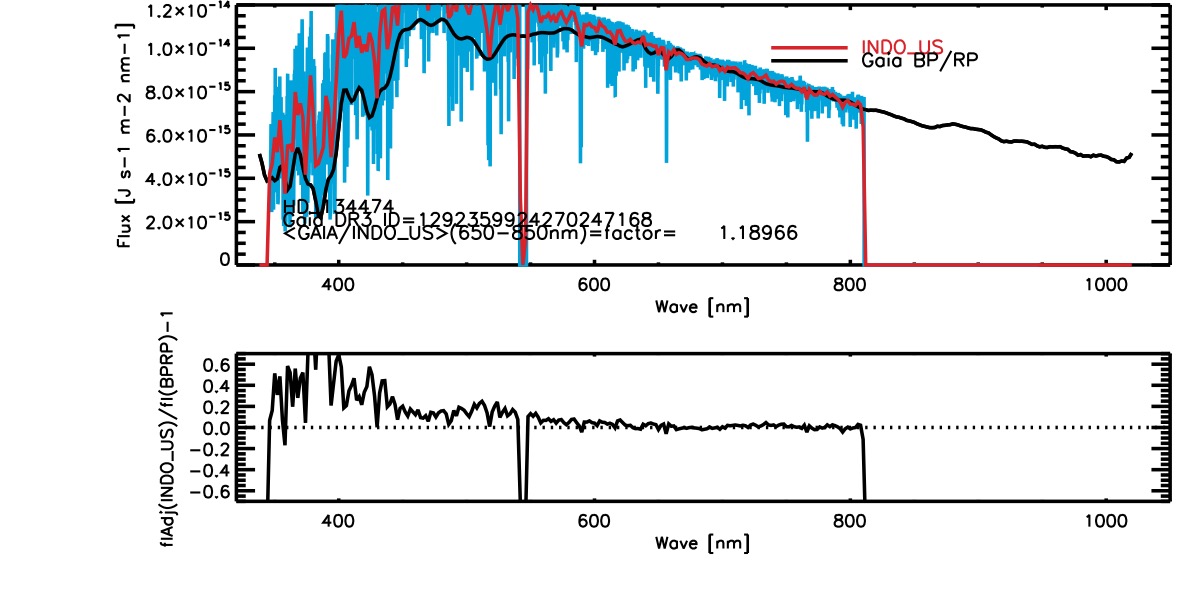 1.2×10⁻¹⁴
1.0×10⁻¹⁴
8.0×10⁻¹⁵
6.0×10⁻¹⁵
4.0×10⁻¹⁵
2.0×10⁻¹⁵
0
Flux [J s−1 m−2 nm−1]
INDO_US
Gaia BP/RP
HD_134474
Gaia DR3 ID=1292359924270247168
<GAIA/INDO_US>(650−850nm)=factor= 1.18966
400 600 800 1000
Wave [nm]
flAdj(INDO_US)/fl(BPRP)−1
0.6
0.4
0.2
0.0
−0.2
−0.4
−0.6
400 600 800 1000
Wave [nm]